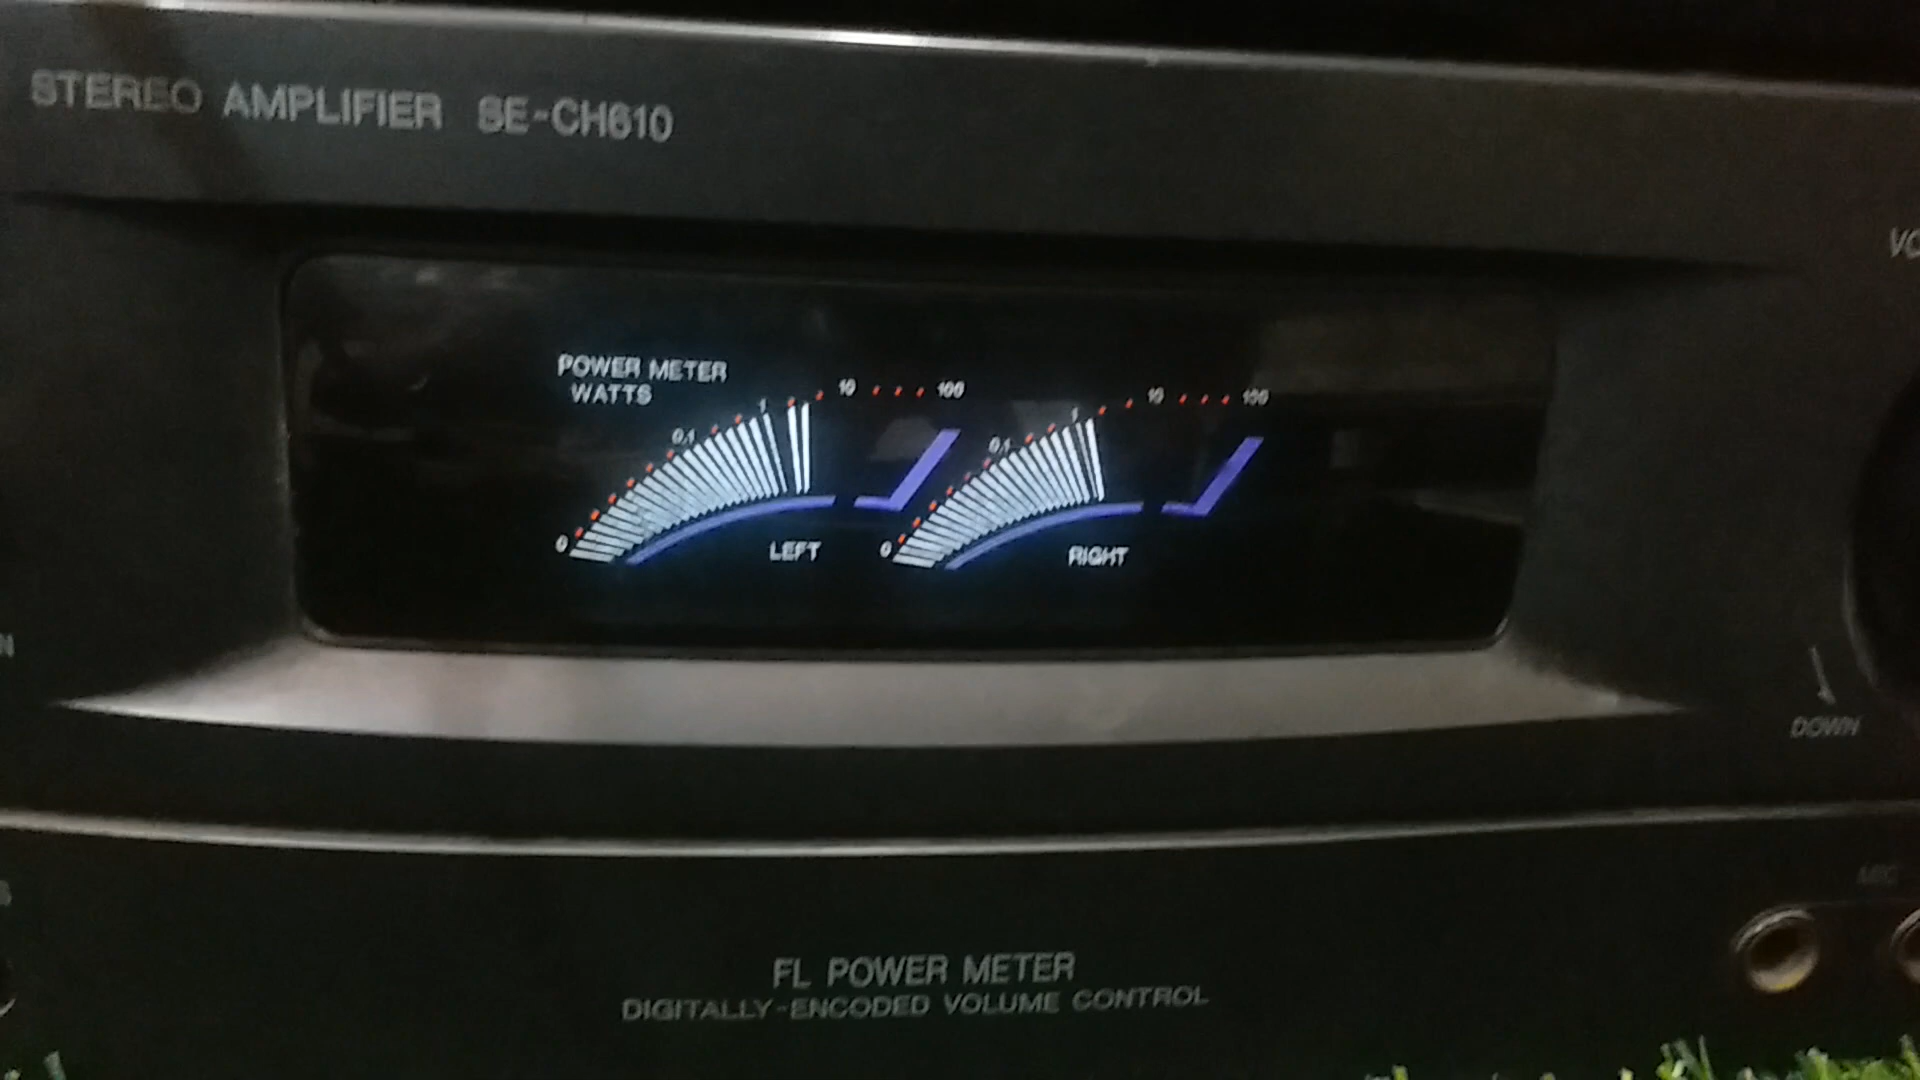 STEREO AMPLIFIER SE-CH610
POWER METER
WATTS
0 0.1 1 10 100
LEFT
0 0.1 1 10 100
RIGHT
DOWN
MIC
FL POWER METER
DIGITALLY-ENCODED VOLUME CONTROL